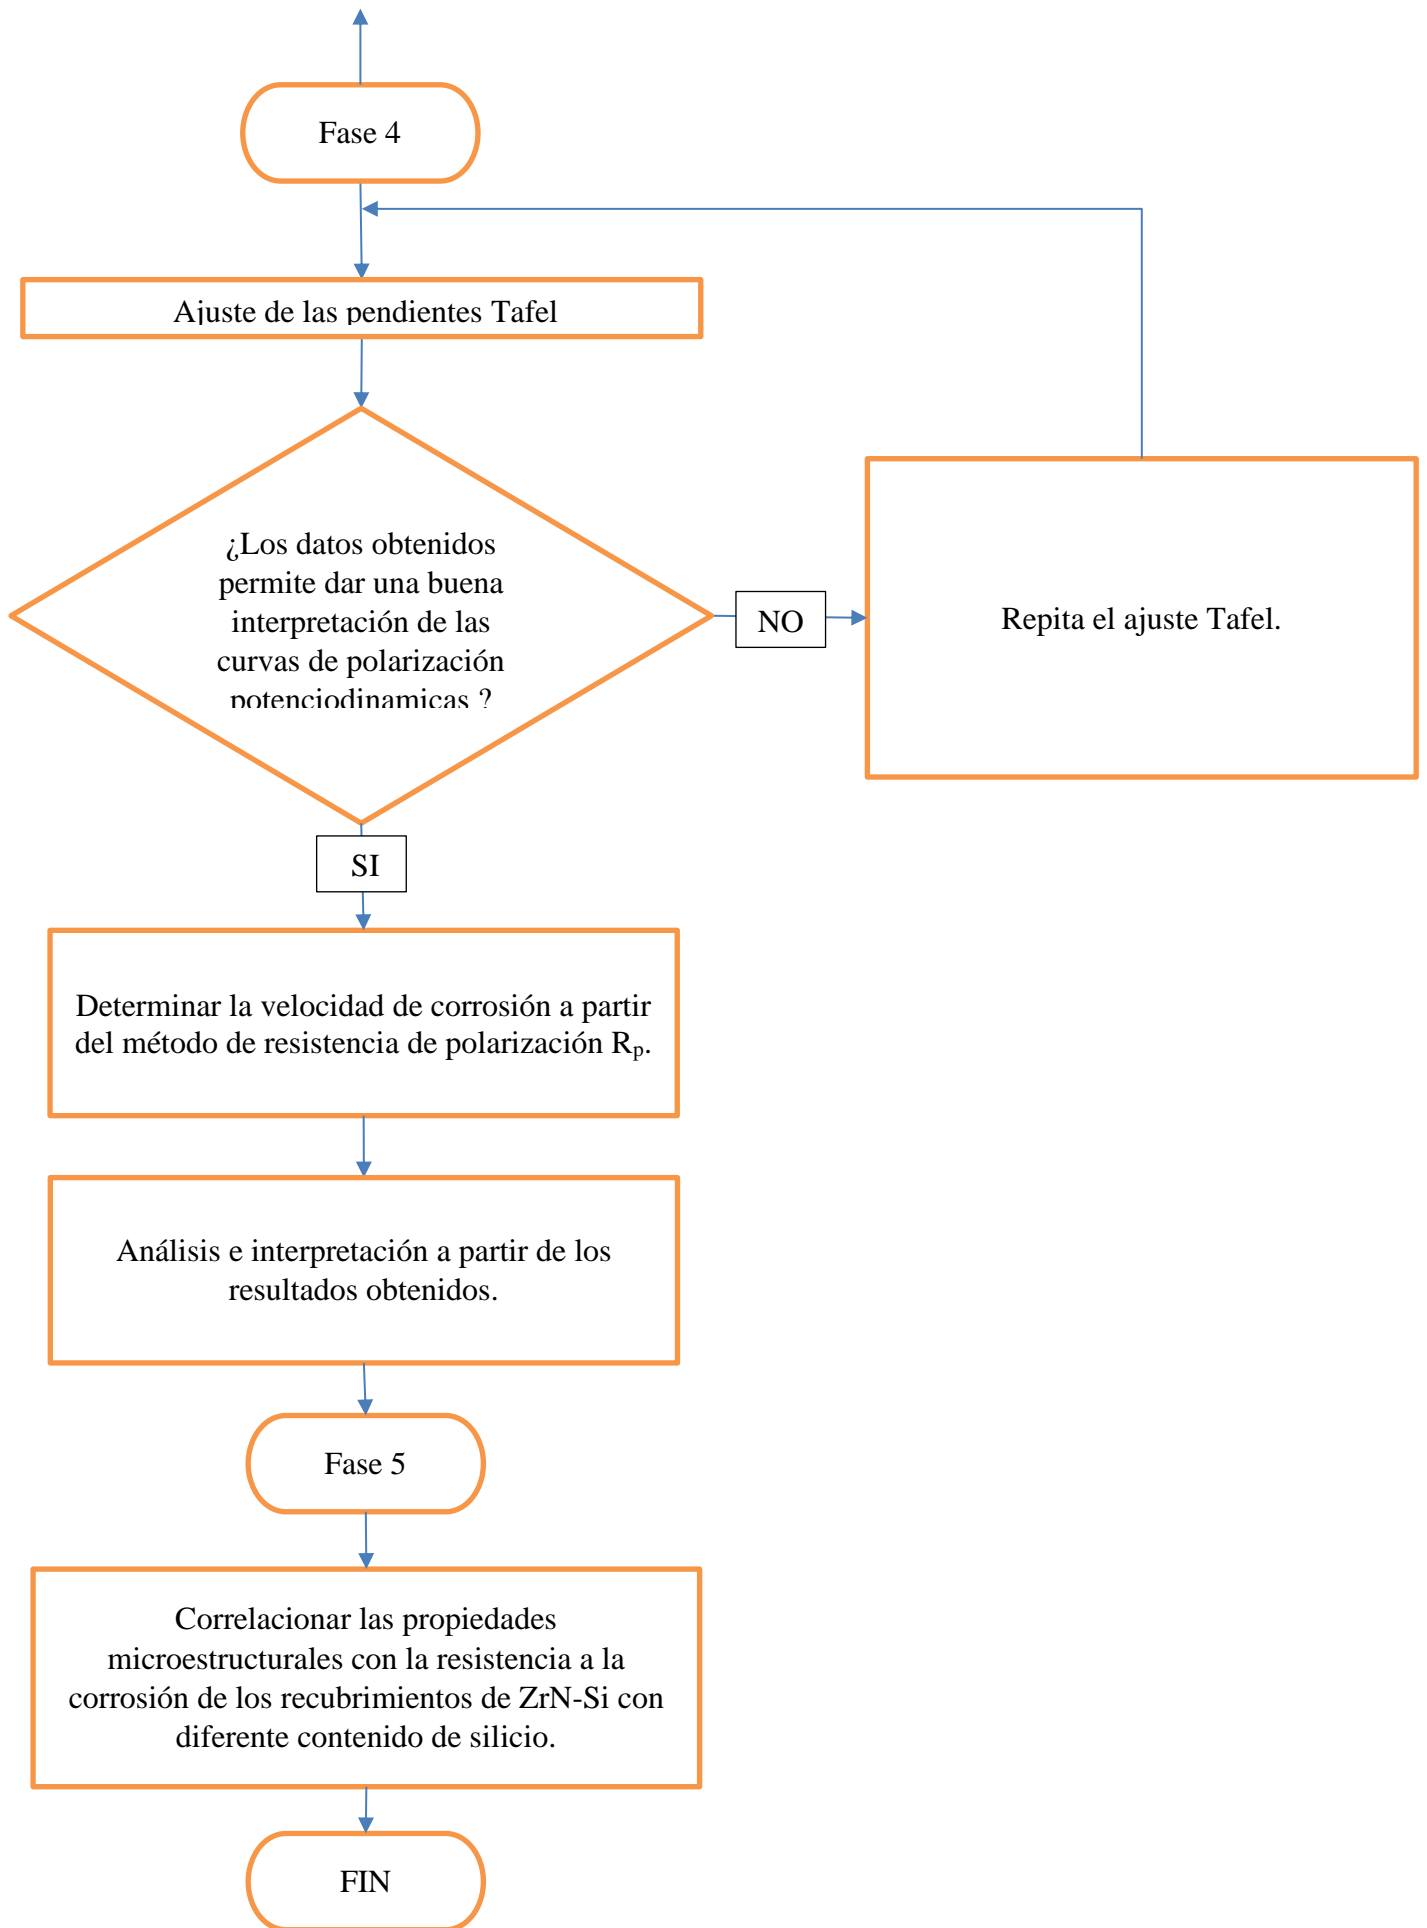 Fase 4
Ajuste de las pendientes Tafel
¿Los datos obtenidos
permite dar una buena
interpretación de las
curvas de polarización
potenciodinamicas ?
NO
Repita el ajuste Tafel.
SI
Determinar la velocidad de corrosión a partir
del método de resistencia de polarización Rₚ.
Análisis e interpretación a partir de los
resultados obtenidos.
Fase 5
Correlacionar las propiedades
microestructurales con la resistencia a la
corrosión de los recubrimientos de ZrN-Si con
diferente contenido de silicio.
FIN